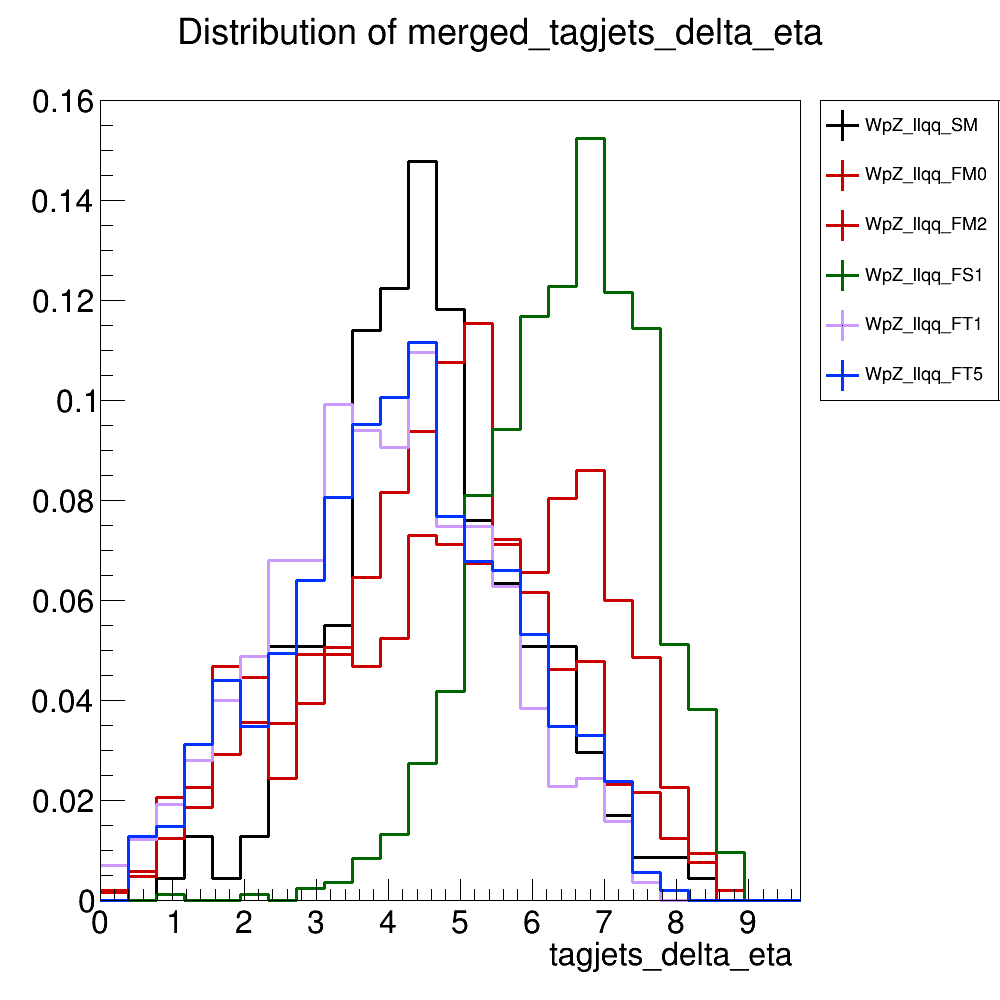 Distribution of merged_tagjets_delta_eta
0.16
0.14
0.12
0.1
0.08
0.06
0.04
0.02
0
0 1 2 3 4 5 6 7 8 9
tagjets_delta_eta
WpZ_llqq_SM
WpZ_llqq_FM0
WpZ_llqq_FM2
WpZ_llqq_FS1
WpZ_llqq_FT1
WpZ_llqq_FT5